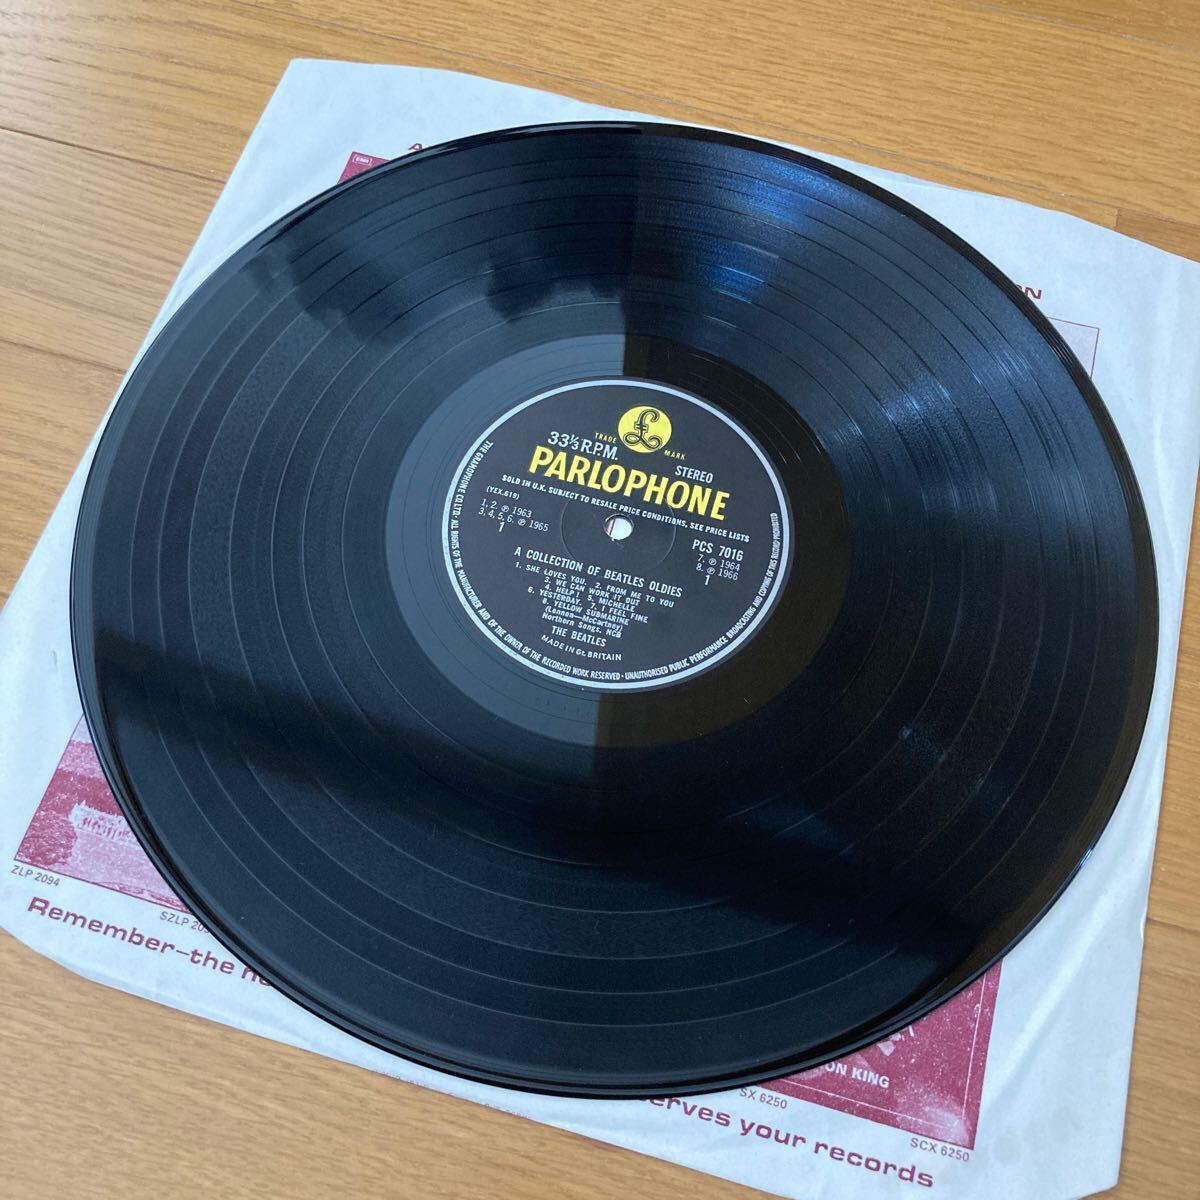 TRADE MARK
33⅓ R.P.M.
STEREO
PARLOPHONE
SOLD IN U.K. SUBJECT TO RESALE PRICE CONDITIONS, SEE PRICE LISTS
(YEX.619)
1, 2. ℗ 1963
3, 4, 5, 6. ℗ 1965
1
PCS 7016
7. ℗ 1964
8. ℗ 1966
1
A COLLECTION OF BEATLES OLDIES
1. SHE LOVES YOU. 2. FROM ME TO YOU
3. WE CAN WORK IT OUT
4. HELP! 5. MICHELLE
6. YESTERDAY. 7. I FEEL FINE
8. YELLOW SUBMARINE
(Lennon—McCartney)
Northern Songs. NCB
THE BEATLES
MADE IN Gt. BRITAIN
THE GRAMOPHONE CO. LTD. · ALL RIGHTS OF THE MANUFACTURER AND OF THE OWNER OF THE RECORDED WORK RESERVED · UNAUTHORISED PUBLIC PERFORMANCE BROADCASTING AND COPYING OF THIS RECORD PROHIBITED
ZLP 2094
SZLP
Remember—the
ON KING
SX 6250
SCX 6250
erves your records